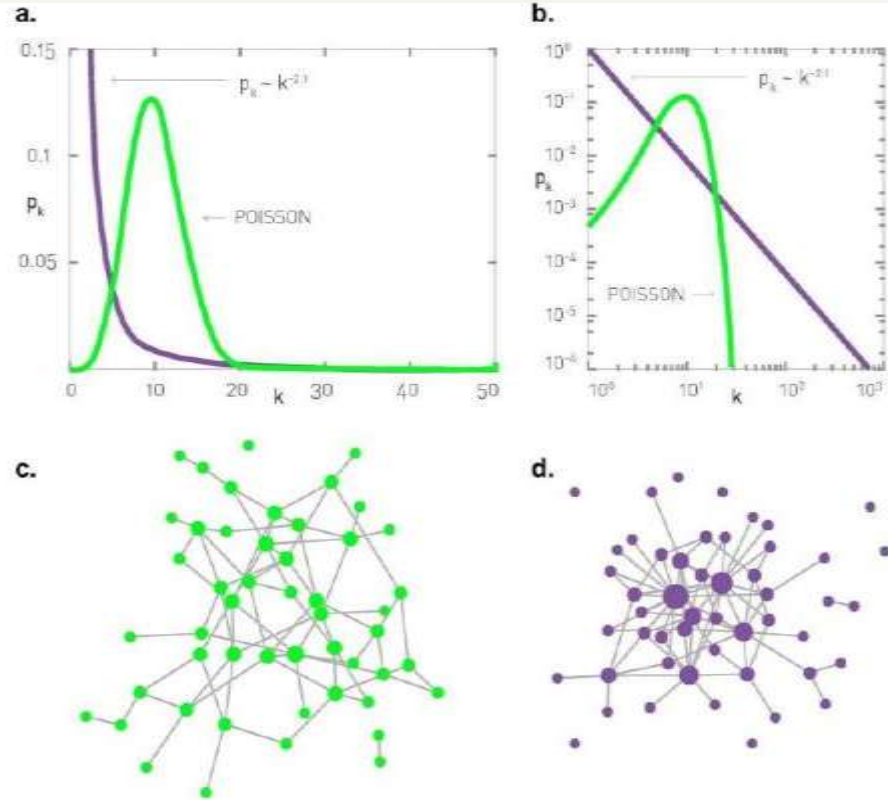 a.
0.15
0.1
0.05
0
10
20
30
40
50
p_k
k
p_k ~ k^-2.1
POISSON
b.
10^0
10^-1
10^-2
10^-3
10^-4
10^-5
10^-6
10^0
10^1
10^2
10^3
p_k
k
p_k ~ k^-2.1
POISSON
c.
d.